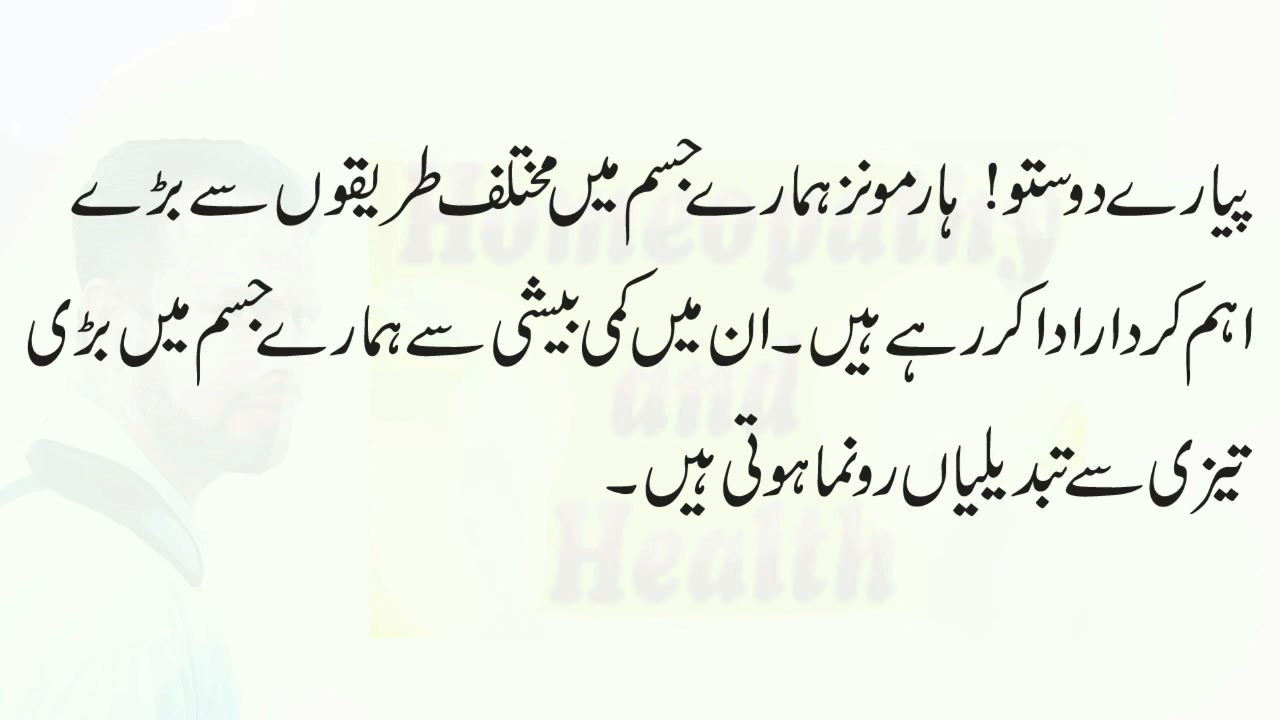 پیارے دوستو! ہارمونز ہمارے جسم میں مختلف طریقوں سے بڑے
اہم کردار ادا کر رہے ہیں۔ ان میں کمی بیشی سے ہمارے جسم میں بڑی
تیزی سے تبدیلیاں رونما ہوتی ہیں۔
Homeopathy
and
Health